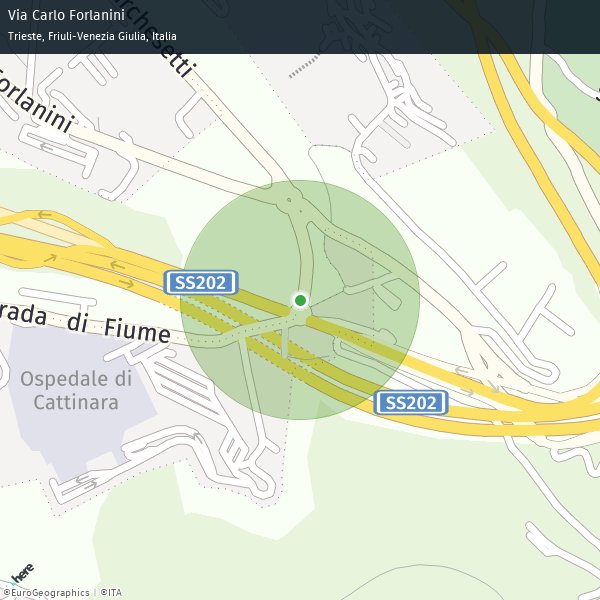 Via Carlo Forlanini
Trieste, Friuli-Venezia Giulia, Italia
Forlanini
SS202
rada di Fiume
Ospedale di
Cattinara
SS202
here
©EuroGeographics | ©ITA